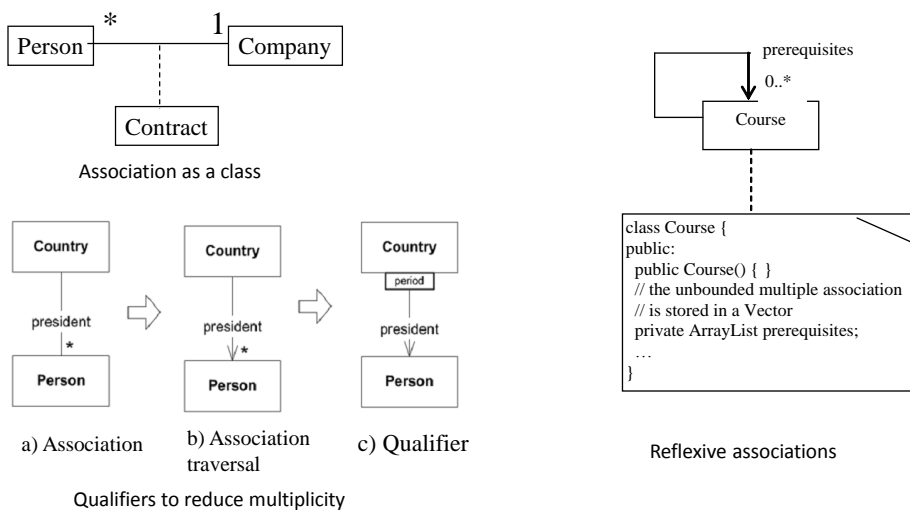 * 1
Person Company
Contract
Association as a class
Country
president
*
Person
a) Association
Country
president
*
Person
b) Association
traversal
Country
period
president
Person
c) Qualifier
Qualifiers to reduce multiplicity
prerequisites
0..*
Course
class Course {
public:
public Course() { }
// the unbounded multiple association
// is stored in a Vector
private ArrayList prerequisites;
…
}
Reflexive associations